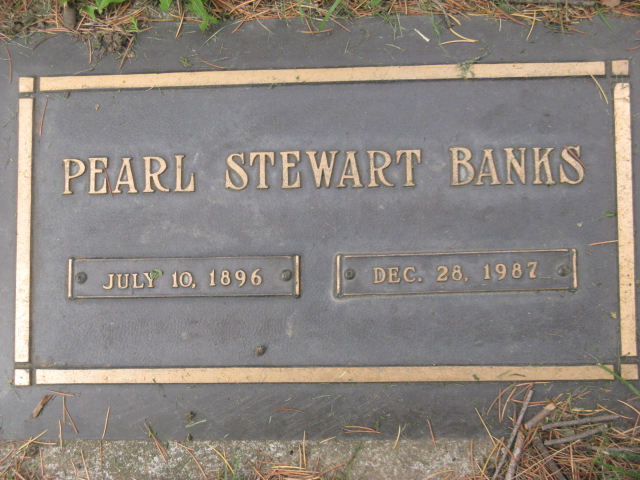 PEARL STEWART BANKS
JULY 10, 1896
DEC. 28, 1987